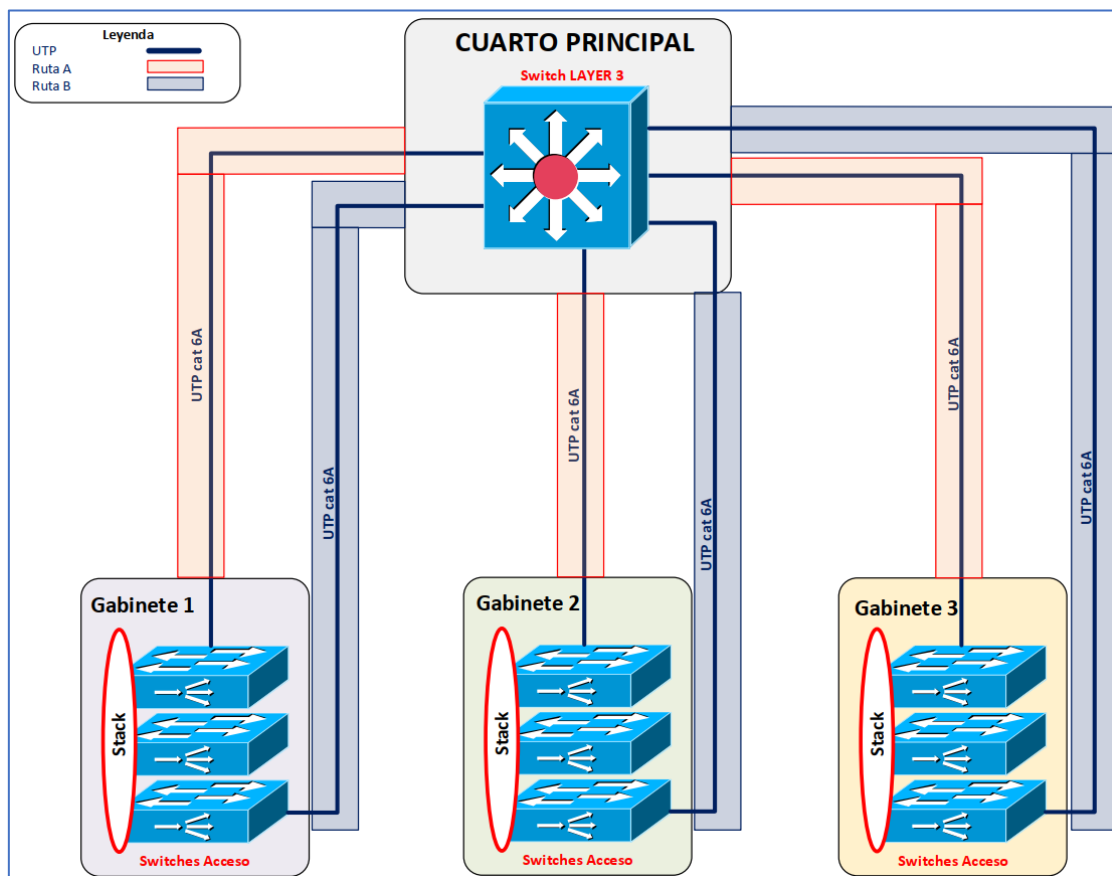 Leyenda
UTP
Ruta A
Ruta B
CUARTO PRINCIPAL
Switch LAYER 3
UTP cat 6A
UTP cat 6A
UTP cat 6A
UTP cat 6A
UTP cat 6A
UTP cat 6A
Gabinete 1
Stack
Switches Acceso
Gabinete 2
Stack
Switches Acceso
Gabinete 3
Stack
Switches Acceso